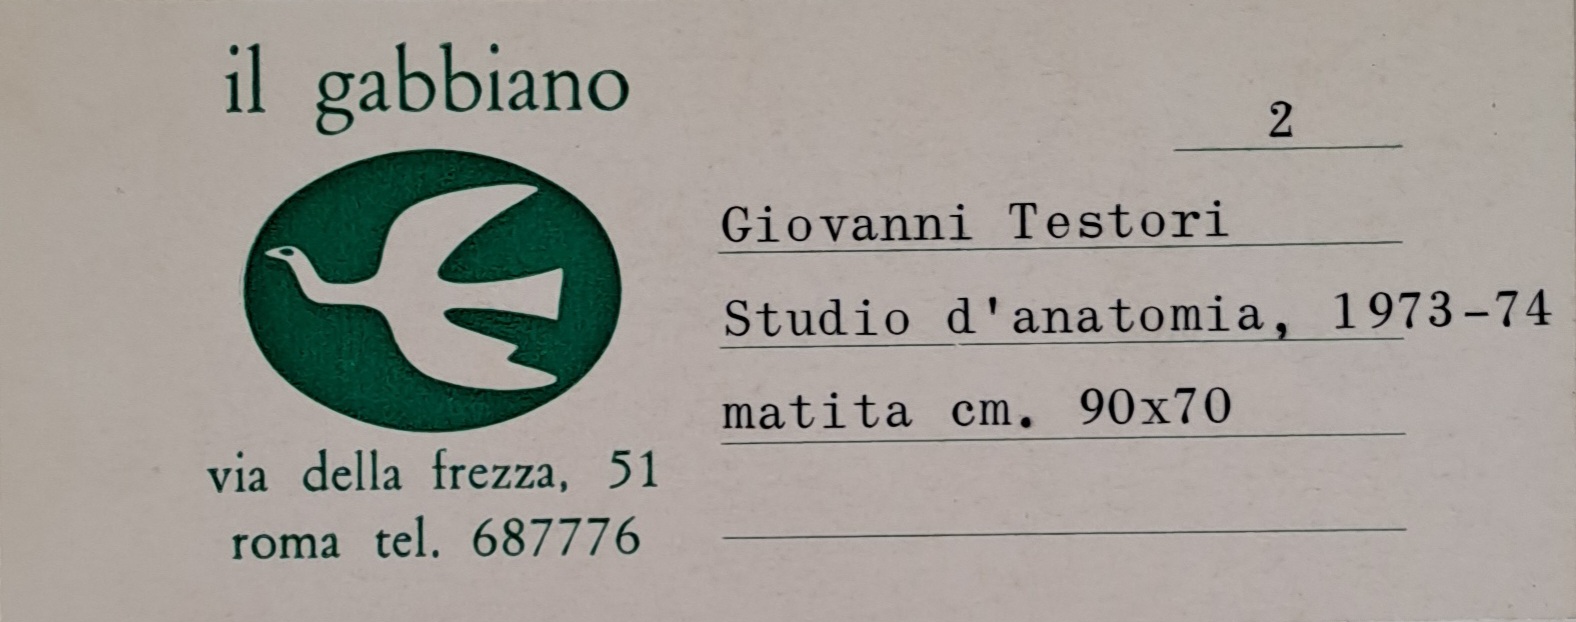 il gabbiano
via della frezza, 51
roma tel. 687776
2
Giovanni Testori
Studio d'anatomia, 1973-74
matita cm. 90x70